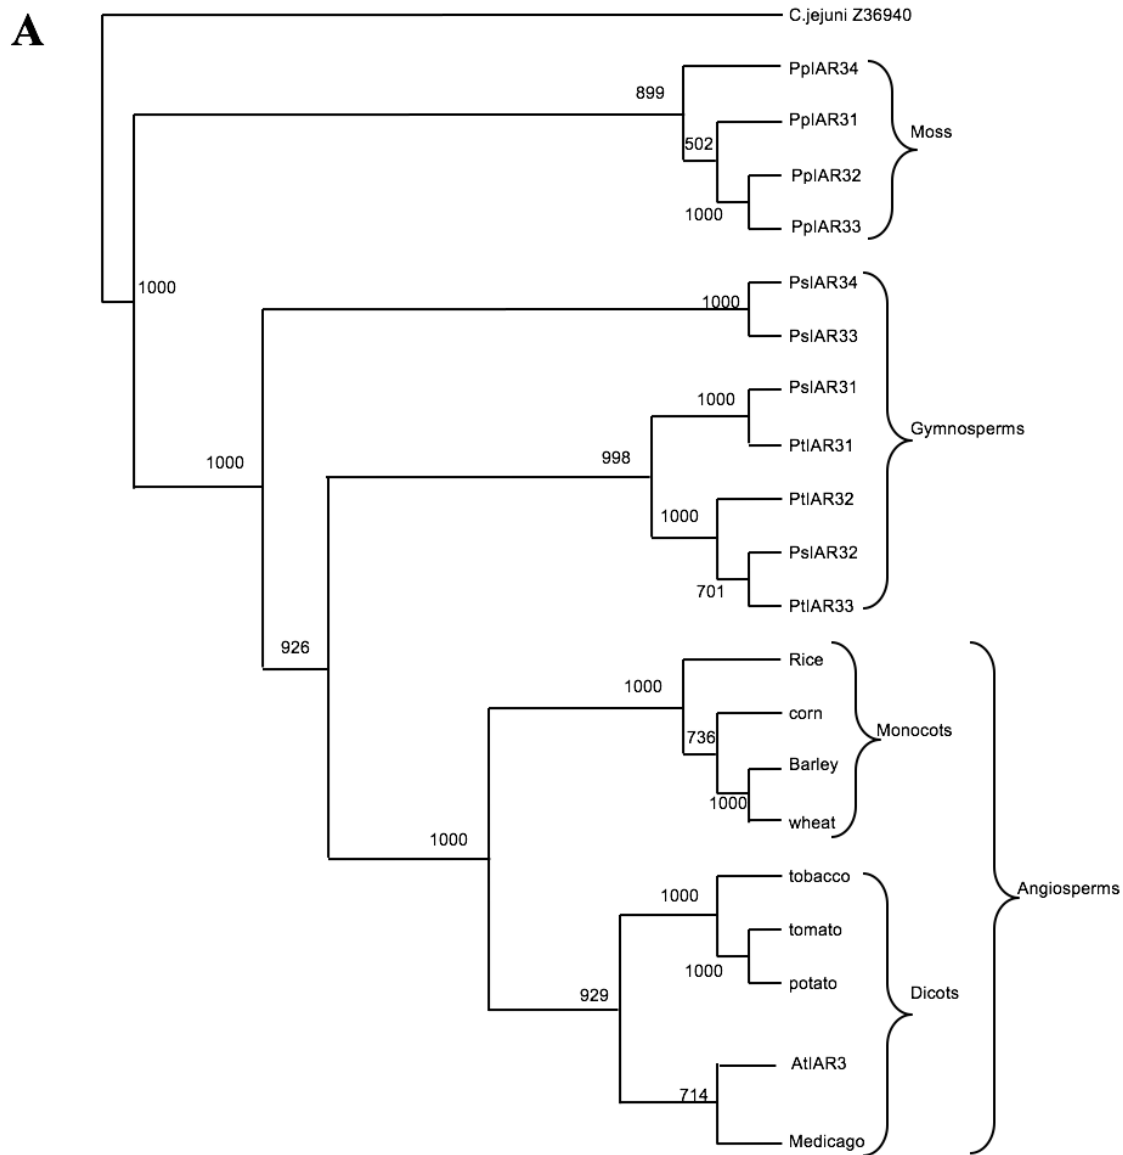 A
C.jejuni Z36940
PpIAR34
899
PpIAR31
Moss
502
PpIAR32
1000
PpIAR33
1000
PsIAR34
1000
PsIAR33
PsIAR31
1000
Gymnosperms
PtIAR31
998
1000
PtIAR32
1000
PsIAR32
701
PtIAR33
926
Rice
1000
corn
736
Monocots
Barley
1000
wheat
1000
tobacco
1000
Angiosperms
tomato
1000
potato
929
Dicots
AtIAR3
714
Medicago